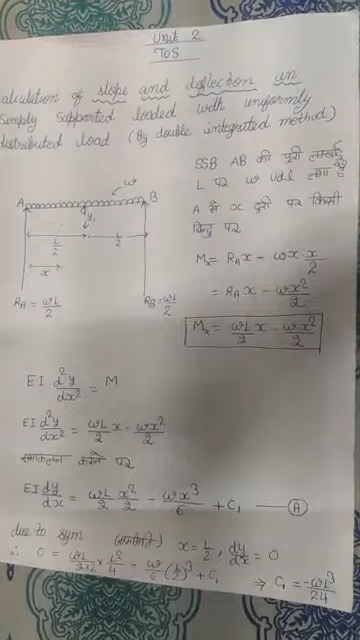 Unit 2
TOS
Calculation of slope and deflection un
simply supported loaded with uniformly
distributed load (By double integrated method)
SSB AB की पूरी लम्बाई
L पर w udl लगा है
A से x दूरी पर किसी
बिन्दु पर
w
A B
y
L/2 L/2
x
RA = wL/2 RB = wL/2
Mx = RA x - wx·x/2
= RA x - wx²/2
Mx = wL/2 x - wx²/2
EI d²y/dx² = M
EI d²y/dx² = wL/2 x - wx²/2
समाकलन करने पर
EI dy/dx = wL/2 x²/2 - wx³/6 + C₁ — Ⓐ
due to sym (सममिति) x = L/2, dy/dx = 0
∴ 0 = wL/2×2 × L²/4 - w/6 (L/2)³ + C₁ ⇒ C₁ = -wL³/24